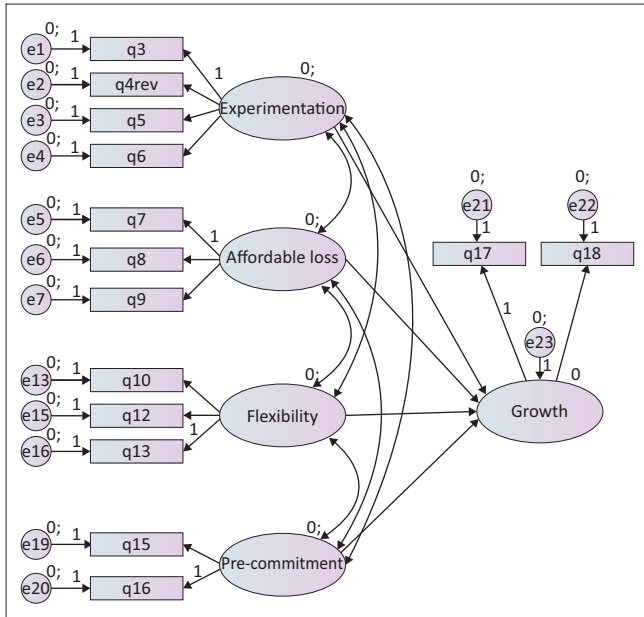 0;
e1 1 q3
0;
e2 1 q4rev
0;
e3 1 q5
0;
e4 1 q6
1
0;
Experimentation
0;
e5 1 q7
0;
e6 1 q8
0;
e7 1 q9
1
0;
Affordable loss
0;
e13 1 q10
0;
e15 1 q12
0;
e16 1 q13
1
0;
Flexibility
0;
e19 1 q15
0;
e20 1 q16
1
0;
Pre-commitment
0; 0;
e21 e22
1 1
q17 q18
1
0;
e23
1 0
Growth